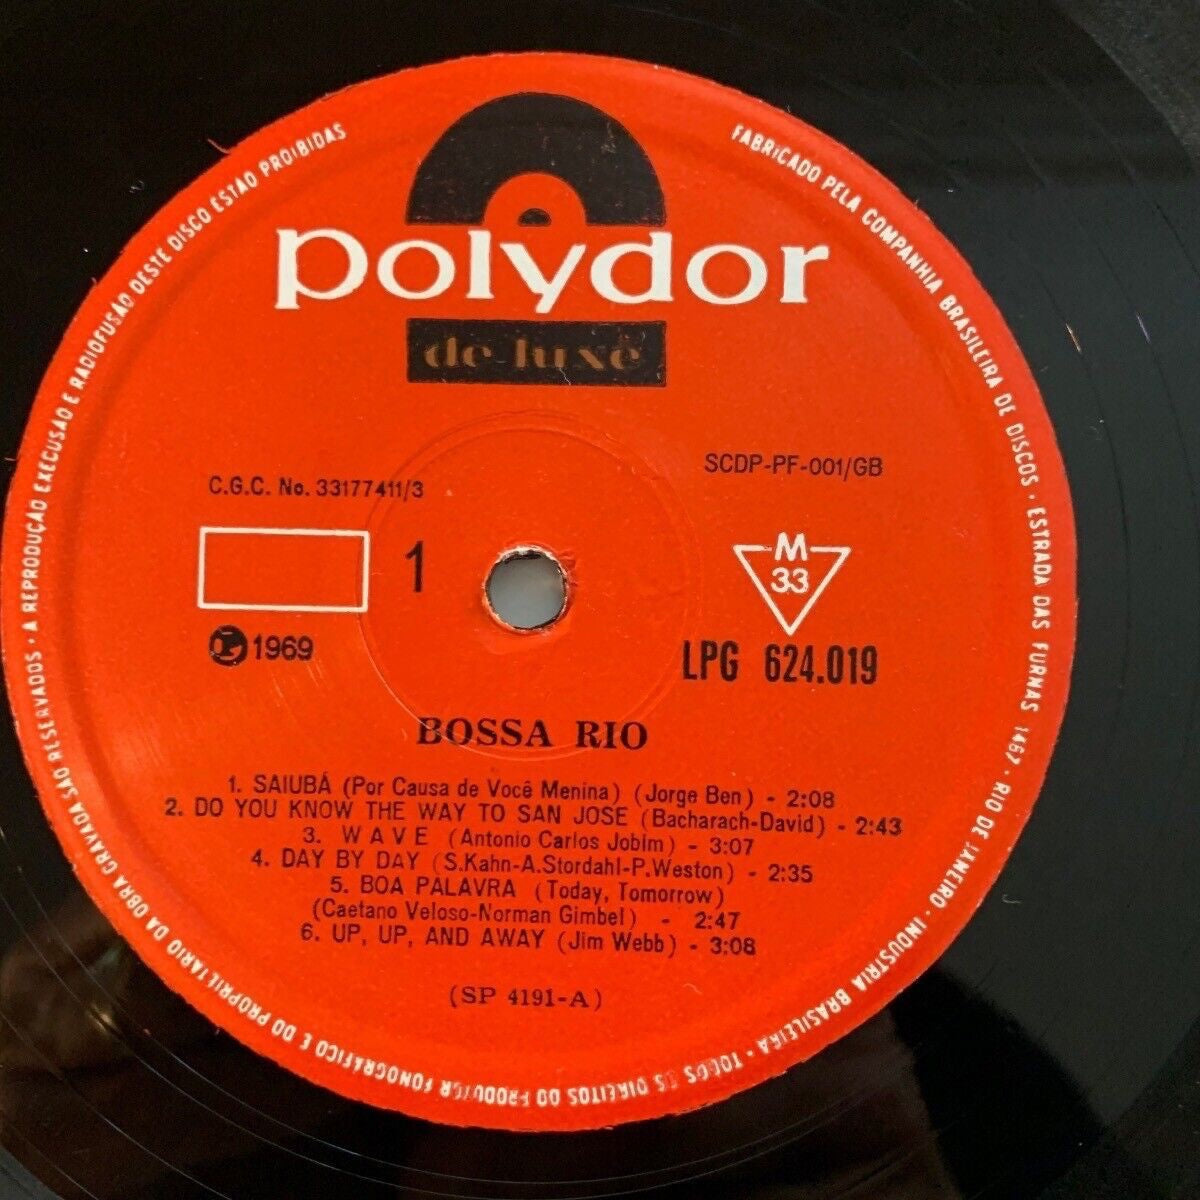 polydor
de luxe
SCDP-PF-001/GB
C.G.C. No. 33177411/3
1
M
33
℗ 1969
LPG 624.019
BOSSA RIO
1. SAIUBÁ (Por Causa de Você Menina) (Jorge Ben) - 2:08
2. DO YOU KNOW THE WAY TO SAN JOSE (Bacharach-David) - 2:43
3. WAVE (Antonio Carlos Jobim) - 3:07
4. DAY BY DAY (S.Kahn-A.Stordahl-P.Weston) - 2:35
5. BOA PALAVRA (Today, Tomorrow)
(Caetano Veloso-Norman Gimbel) - 2:47
6. UP, UP, AND AWAY (Jim Webb) - 3:08
(SP 4191-A)
FABRICADO PELA COMPANHIA BRASILEIRA DE DISCOS · ESTRADA DAS FURNAS 1467 · RIO DE JANEIRO · INDUSTRIA BRASILEIRA · TODOS OS DIREITOS DO PRODUTOR FONOGRÁFICO E DO PROPRIETARIO DA OBRA GRAVADA SÃO RESERVADOS · A REPRODUÇÃO EXECUSÃO E RADIOFUSÃO DESTE DISCO ESTÃO PROIBIDAS